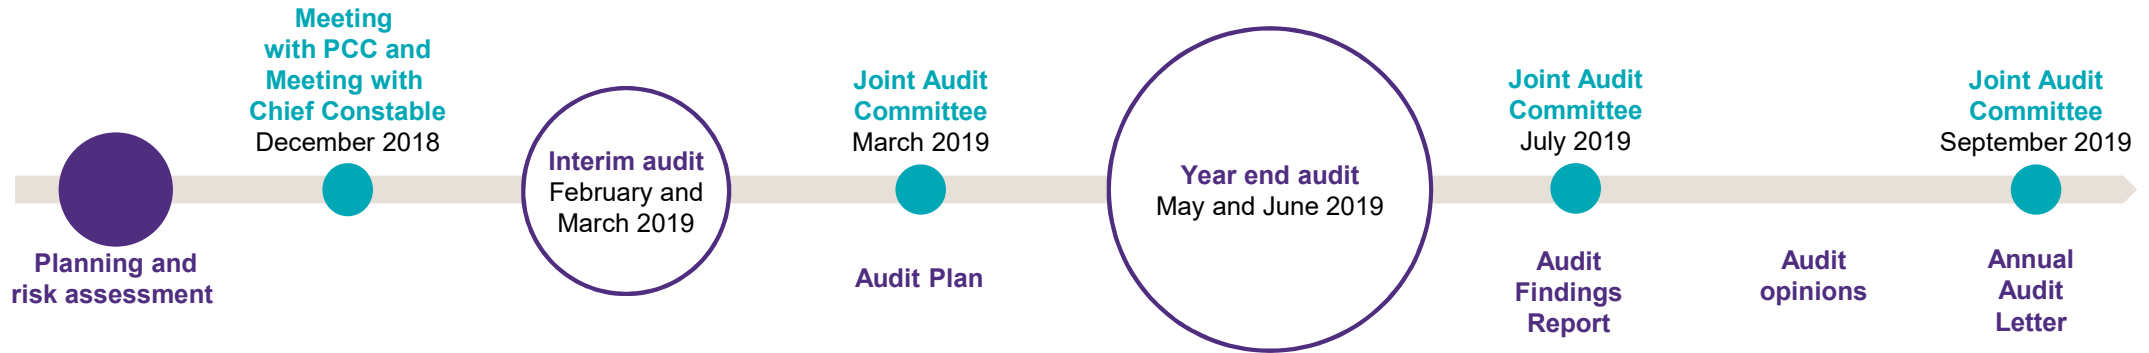 Planning and
risk assessment
Meeting
with PCC and
Meeting with
Chief Constable
December 2018
Interim audit
February and
March 2019
Joint Audit
Committee
March 2019
Audit Plan
Year end audit
May and June 2019
Joint Audit
Committee
July 2019
Audit
Findings
Report
Audit
opinions
Joint Audit
Committee
September 2019
Annual
Audit
Letter